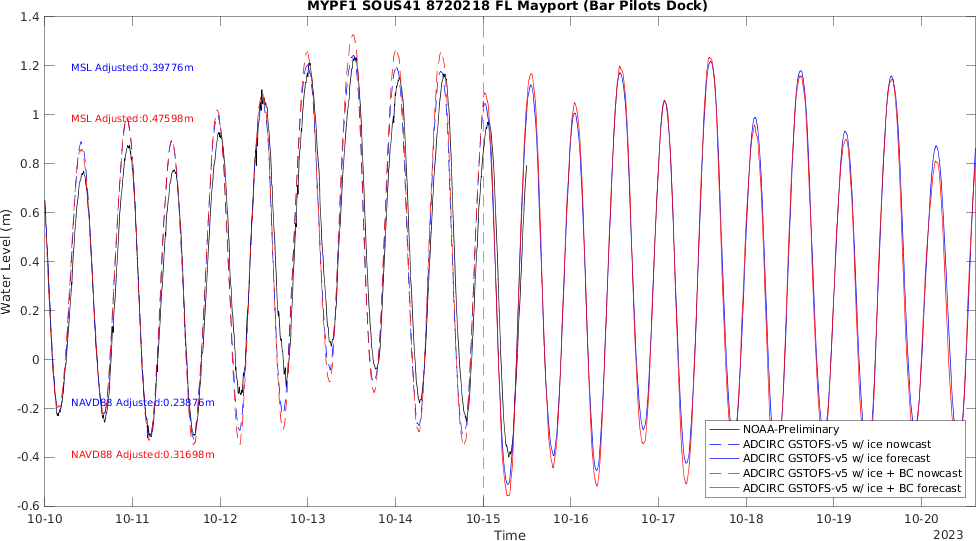 MYPF1 SOUS41 8720218 FL Mayport (Bar Pilots Dock)
Water Level (m)
1.4
1.2
1
0.8
0.6
0.4
0.2
0
-0.2
-0.4
-0.6
MSL Adjusted:0.39776m
MSL Adjusted:0.47598m
NAVD88 Adjusted:0.23876m
NAVD88 Adjusted:0.31698m
NOAA-Preliminary
ADCIRC GSTOFS-v5 w/ ice nowcast
ADCIRC GSTOFS-v5 w/ ice forecast
ADCIRC GSTOFS-v5 w/ ice + BC nowcast
ADCIRC GSTOFS-v5 w/ ice + BC forecast
10-10 10-11 10-12 10-13 10-14 10-15 10-16 10-17 10-18 10-19 10-20
Time
2023